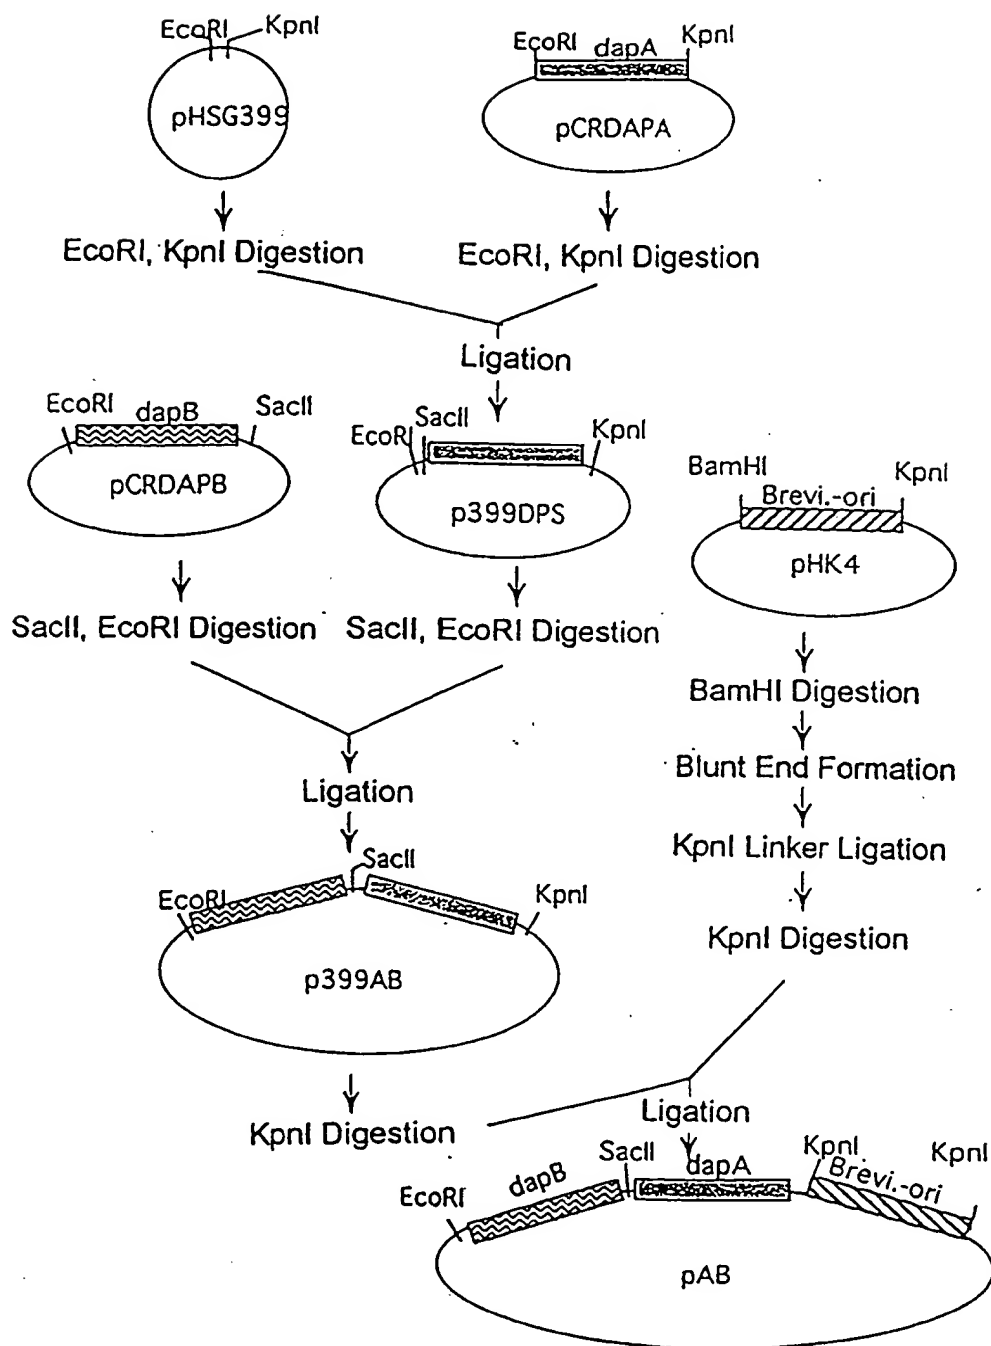 EcoRI KpnI
pHSG399
EcoRI dapA KpnI
pCRDAPA
EcoRI, KpnI Digestion
EcoRI, KpnI Digestion
Ligation
EcoRI dapB SacII
pCRDAPB
EcoRI SacII KpnI
p399DPS
BamHI Brevi.-ori KpnI
pHK4
SacII, EcoRI Digestion
SacII, EcoRI Digestion
BamHI Digestion
Blunt End Formation
Ligation
KpnI Linker Ligation
EcoRI SacII KpnI
p399AB
KpnI Digestion
KpnI Digestion
Ligation
EcoRI dapB SacII dapA KpnI Brevi.-ori KpnI
pAB